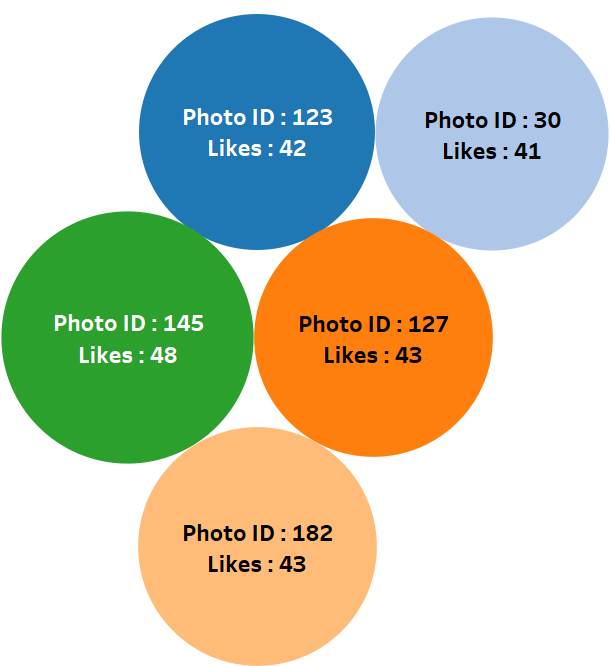 Photo ID : 123
Likes : 42
Photo ID : 30
Likes : 41
Photo ID : 145
Likes : 48
Photo ID : 127
Likes : 43
Photo ID : 182
Likes : 43